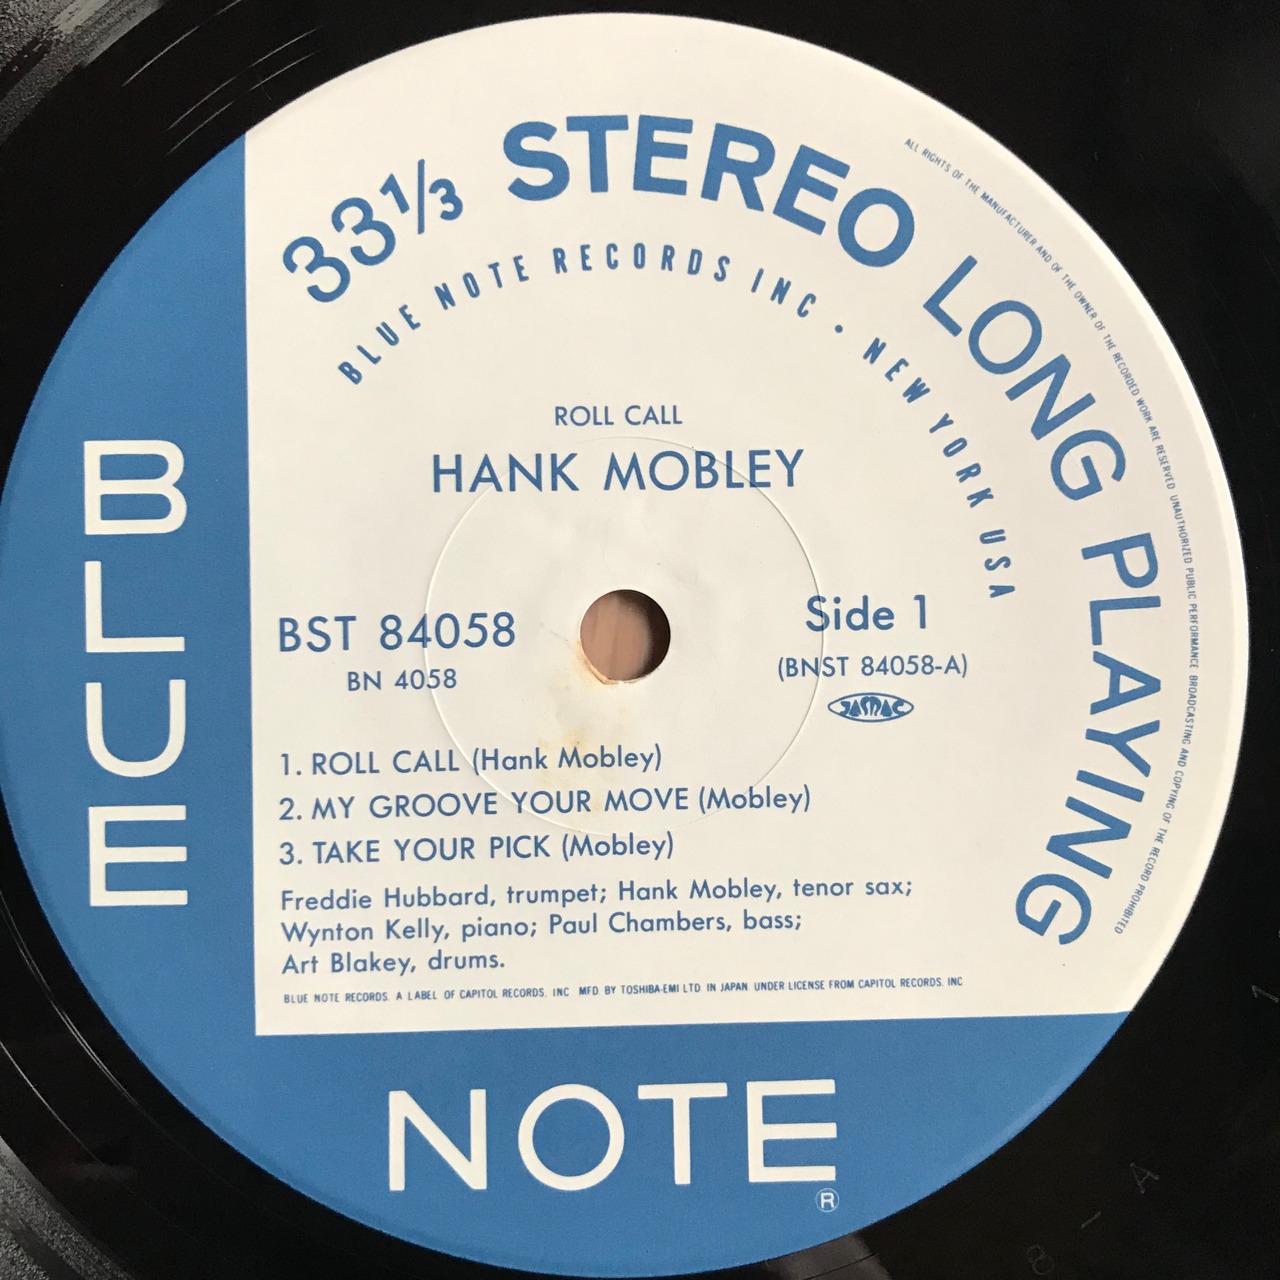 33⅓ STEREO LONG PLAYING
BLUE NOTE RECORDS INC • NEW YORK USA
ALL RIGHTS OF THE MANUFACTURER AND OF THE OWNER OF THE RECORDED WORK ARE RESERVED UNAUTHORIZED PUBLIC PERFORMANCE BROADCASTING AND COPYING OF THE RECORD PROHIBITED
ROLL CALL
HANK MOBLEY
BST 84058
BN 4058
Side 1
(BNST 84058-A)
JASRAC
1. ROLL CALL (Hank Mobley)
2. MY GROOVE YOUR MOVE (Mobley)
3. TAKE YOUR PICK (Mobley)
Freddie Hubbard, trumpet; Hank Mobley, tenor sax;
Wynton Kelly, piano; Paul Chambers, bass;
Art Blakey, drums.
BLUE NOTE RECORDS. A LABEL OF CAPITOL RECORDS. INC MFD. BY TOSHIBA-EMI LTD. IN JAPAN UNDER LICENSE FROM CAPITOL RECORDS. INC
BLUE
NOTE®